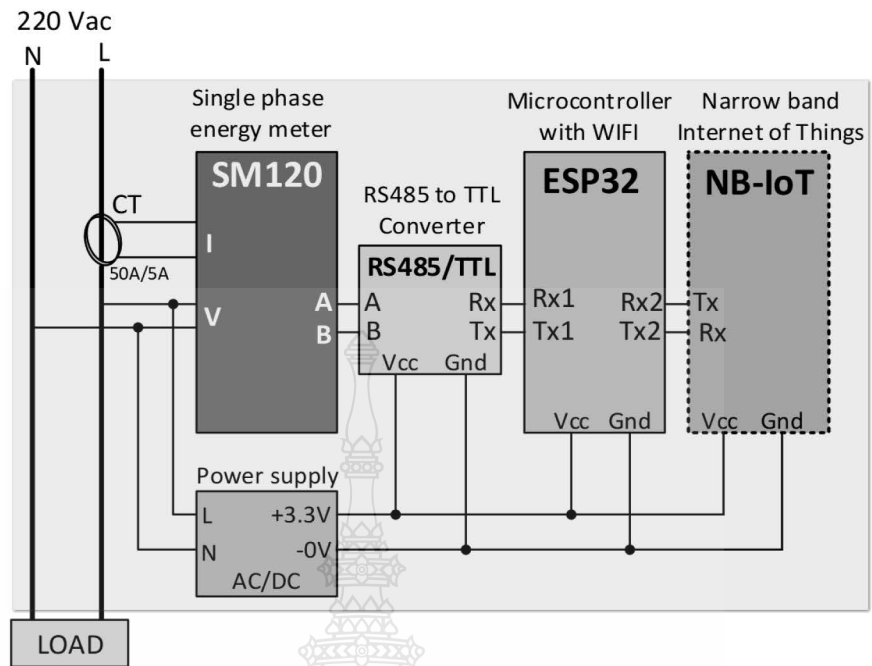 220 Vac
N
L
Single phase
energy meter
SM120
CT
50A/5A
I
V
A
B
RS485 to TTL
Converter
RS485/TTL
A
B
Rx
Tx
Vcc
Gnd
Microcontroller
with WIFI
ESP32
Rx1
Tx1
Rx2
Tx2
Vcc
Gnd
Narrow band
Internet of Things
NB-IoT
Tx
Rx
Vcc
Gnd
Power supply
L
+3.3V
N
-0V
AC/DC
LOAD